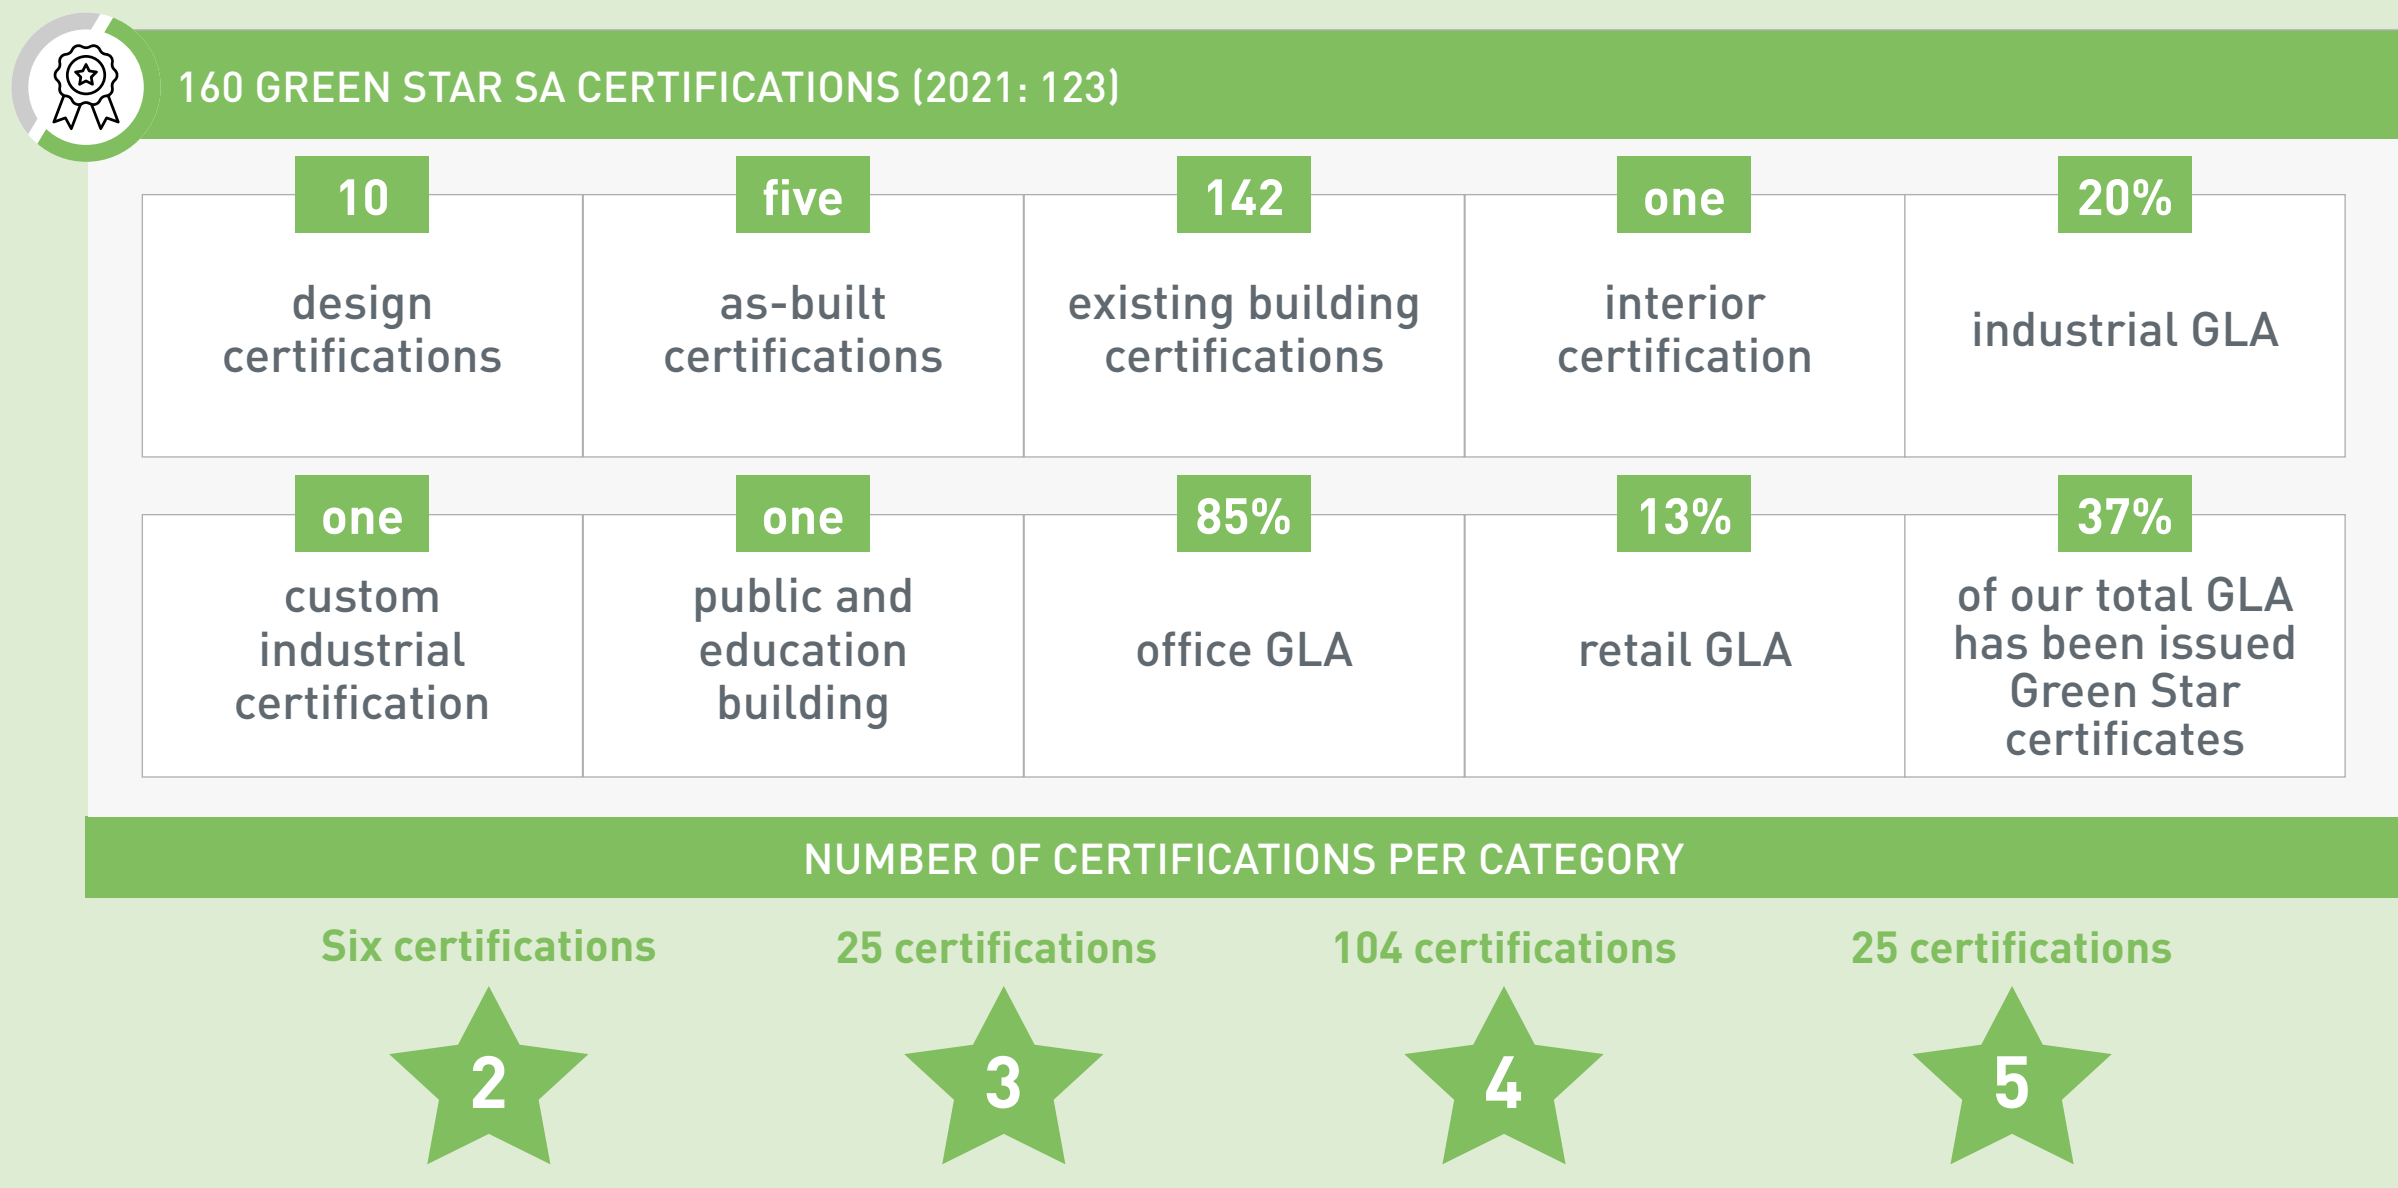 160 GREEN STAR SA CERTIFICATIONS (2021: 123)
10
design
certifications
five
as-built
certifications
142
existing building
certifications
one
interior
certification
20%
industrial GLA
one
custom
industrial
certification
one
public and
education
building
85%
office GLA
13%
retail GLA
37%
of our total GLA
has been issued
Green Star
certificates
NUMBER OF CERTIFICATIONS PER CATEGORY
Six certifications
2
25 certifications
3
104 certifications
4
25 certifications
5